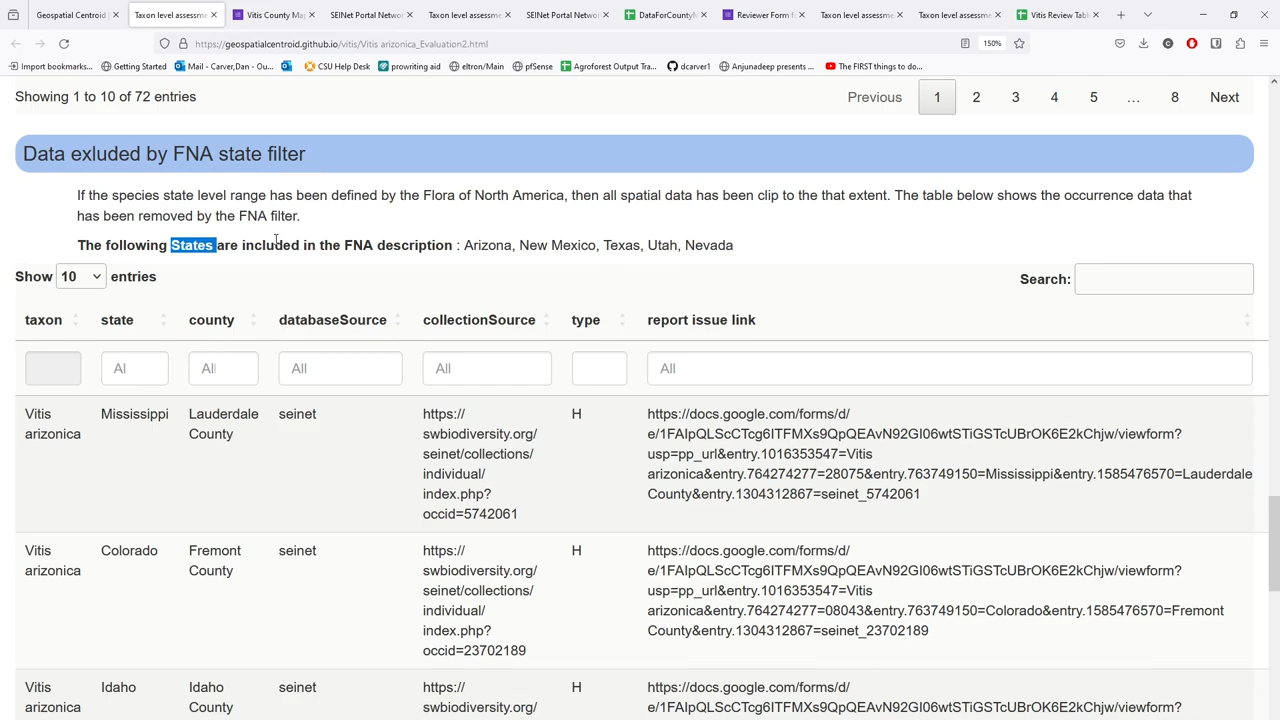 Geospatial Centroid |
Taxon level assessme
Vitis County Ma
SEINet Portal Networ
Taxon level assessme
SEINet Portal Networ
DataForCountyM
Reviewer Form f
Taxon level assessme
Taxon level assessme
Vitis Review Tab
https://geospatialcentroid.github.io/vitis/Vitis arizonica_Evaluation2.html
150%
Import bookmarks...
Getting Started
Mail - Carver,Dan - Ou...
CSU Help Desk
prowriting aid
eltron/Main
pfSense
Agroforest Output Tra...
dcarver1
Anjunadeep presents ...
The FIRST things to do...
Showing 1 to 10 of 72 entries
Previous 1 2 3 4 5 … 8 Next
Data exluded by FNA state filter
If the species state level range has been defined by the Flora of North America, then all spatial data has been clip to the that extent. The table below shows the occurrence data that
has been removed by the FNA filter.
The following States are included in the FNA description : Arizona, New Mexico, Texas, Utah, Nevada
Show 10 entries
Search:
taxon state county databaseSource collectionSource type report issue link
Al All All All All
Vitis
arizonica
Mississippi
Lauderdale
County
seinet
https://
swbiodiversity.org/
seinet/collections/
individual/
index.php?
occid=5742061
H
https://docs.google.com/forms/d/
e/1FAIpQLScCTcg6ITFMXs9QpQEAvN92GI06wtSTiGSTcUBrOK6E2kChjw/viewform?
usp=pp_url&entry.1016353547=Vitis
arizonica&entry.764274277=28075&entry.763749150=Mississippi&entry.1585476570=Lauderdale
County&entry.1304312867=seinet_5742061
Vitis
arizonica
Colorado
Fremont
County
seinet
https://
swbiodiversity.org/
seinet/collections/
individual/
index.php?
occid=23702189
H
https://docs.google.com/forms/d/
e/1FAIpQLScCTcg6ITFMXs9QpQEAvN92GI06wtSTiGSTcUBrOK6E2kChjw/viewform?
usp=pp_url&entry.1016353547=Vitis
arizonica&entry.764274277=08043&entry.763749150=Colorado&entry.1585476570=Fremont
County&entry.1304312867=seinet_23702189
Vitis
arizonica
Idaho
Idaho
County
seinet
https://
swbiodiversity.org/
H
https://docs.google.com/forms/d/
e/1FAIpQLScCTcg6ITFMXs9QpQEAvN92GI06wtSTiGSTcUBrOK6E2kChjw/viewform?